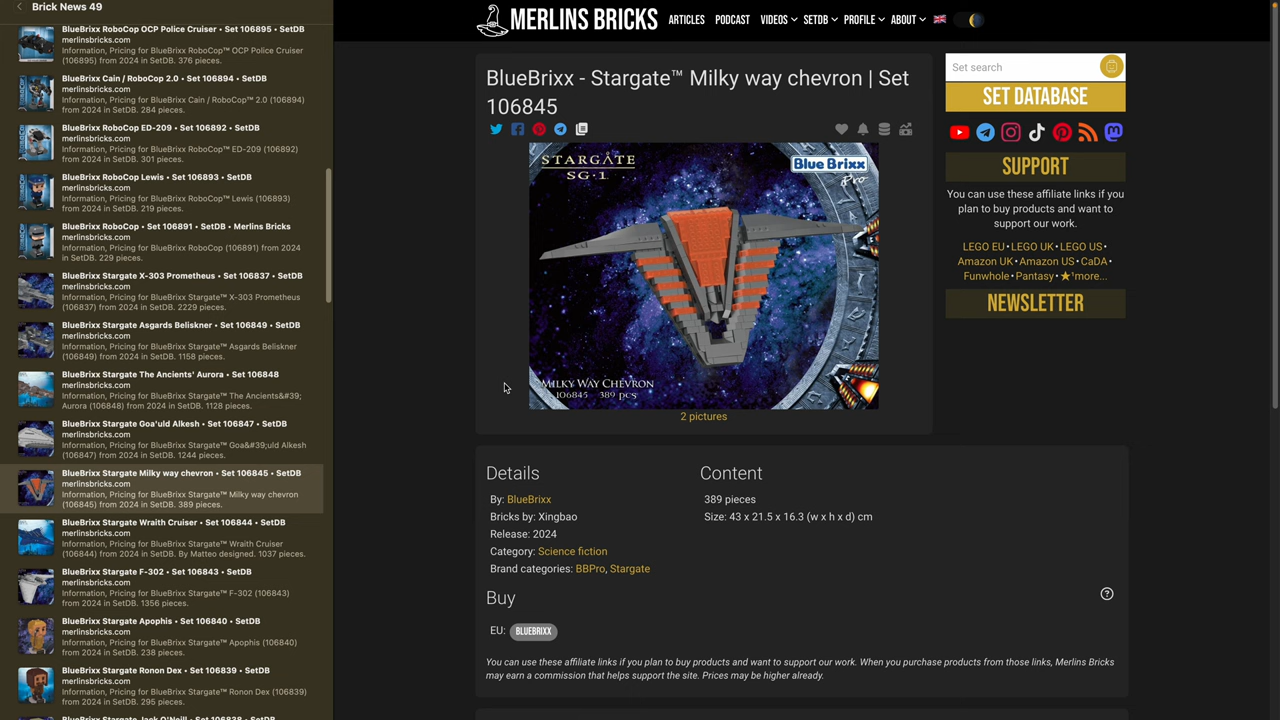 Brick News 49
BlueBrixx RoboCop OCP Police Cruiser • Set 106895 • SetDB
merlinsbricks.com
Information, Pricing for BlueBrixx RoboCop™ OCP Police Cruiser
(106895) from 2024 in SetDB. 376 pieces.
BlueBrixx Cain / RoboCop 2.0 • Set 106894 • SetDB
merlinsbricks.com
Information, Pricing for BlueBrixx Cain / RoboCop™ 2.0 (106894)
from 2024 in SetDB. 284 pieces.
BlueBrixx RoboCop ED-209 • Set 106892 • SetDB
merlinsbricks.com
Information, Pricing for BlueBrixx RoboCop™ ED-209 (106892)
from 2024 in SetDB. 301 pieces.
BlueBrixx RoboCop Lewis • Set 106893 • SetDB
merlinsbricks.com
Information, Pricing for BlueBrixx RoboCop™ Lewis (106893) from
2024 in SetDB. 219 pieces.
BlueBrixx RoboCop • Set 106891 • SetDB • Merlins Bricks
merlinsbricks.com
Information, Pricing for BlueBrixx RoboCop (106891) from 2024
in SetDB. 229 pieces.
BlueBrixx Stargate X-303 Prometheus • Set 106837 • SetDB
merlinsbricks.com
Information, Pricing for BlueBrixx Stargate™ X-303 Prometheus
(106837) from 2024 in SetDB. 2229 pieces.
BlueBrixx Stargate Asgards Beliskner • Set 106849 • SetDB
merlinsbricks.com
Information, Pricing for BlueBrixx Stargate™ Asgards Beliskner
(106849) from 2024 in SetDB. 1158 pieces.
BlueBrixx Stargate The Ancients' Aurora • Set 106848
merlinsbricks.com
Information, Pricing for BlueBrixx Stargate™ The Ancients&#39;
Aurora (106848) from 2024 in SetDB. 1128 pieces.
BlueBrixx Stargate Goa'uld Alkesh • Set 106847 • SetDB
merlinsbricks.com
Information, Pricing for BlueBrixx Stargate™ Goa&#39;uld Alkesh
(106847) from 2024 in SetDB. 1244 pieces.
BlueBrixx Stargate Milky way chevron • Set 106845 • SetDB
merlinsbricks.com
Information, Pricing for BlueBrixx Stargate™ Milky way chevron
(106845) from 2024 in SetDB. 389 pieces.
BlueBrixx Stargate Wraith Cruiser • Set 106844 • SetDB
merlinsbricks.com
Information, Pricing for BlueBrixx Stargate™ Wraith Cruiser
(106844) from 2024 in SetDB. By Matteo designed. 1037 pieces.
BlueBrixx Stargate F-302 • Set 106843 • SetDB
merlinsbricks.com
Information, Pricing for BlueBrixx Stargate™ F-302 (106843)
from 2024 in SetDB. 1356 pieces.
BlueBrixx Stargate Apophis • Set 106840 • SetDB
merlinsbricks.com
Information, Pricing for BlueBrixx Stargate™ Apophis (106840)
from 2024 in SetDB. 238 pieces.
BlueBrixx Stargate Ronon Dex • Set 106839 • SetDB
merlinsbricks.com
Information, Pricing for BlueBrixx Stargate™ Ronon Dex (106839)
from 2024 in SetDB. 295 pieces.
BlueBrixx Stargate Jack O'Neill • Set 106838 • SetDB
MERLINS BRICKS
ARTICLES PODCAST VIDEOS SETDB PROFILE ABOUT
BlueBrixx - Stargate™ Milky way chevron | Set
106845
STARGATE
SG·1
Blue Brixx
Pro
MILKY WAY CHEVRON
106845 389 pcs
2 pictures
Details
By: BlueBrixx
Bricks by: Xingbao
Release: 2024
Category: Science fiction
Brand categories: BBPro, Stargate
Content
389 pieces
Size: 43 x 21.5 x 16.3 (w x h x d) cm
Buy
?
EU: BLUEBRIXX
You can use these affiliate links if you plan to buy products and want to support our work. When you purchase products from those links, Merlins Bricks
may earn a commission that helps support the site. Prices may be higher already.
Set search
SET DATABASE
SUPPORT
You can use these affiliate links if
you plan to buy products and want to
support our work.
LEGO EU • LEGO UK • LEGO US •
Amazon UK • Amazon US • CaDA •
Funwhole • Pantasy • ★¹more...
NEWSLETTER